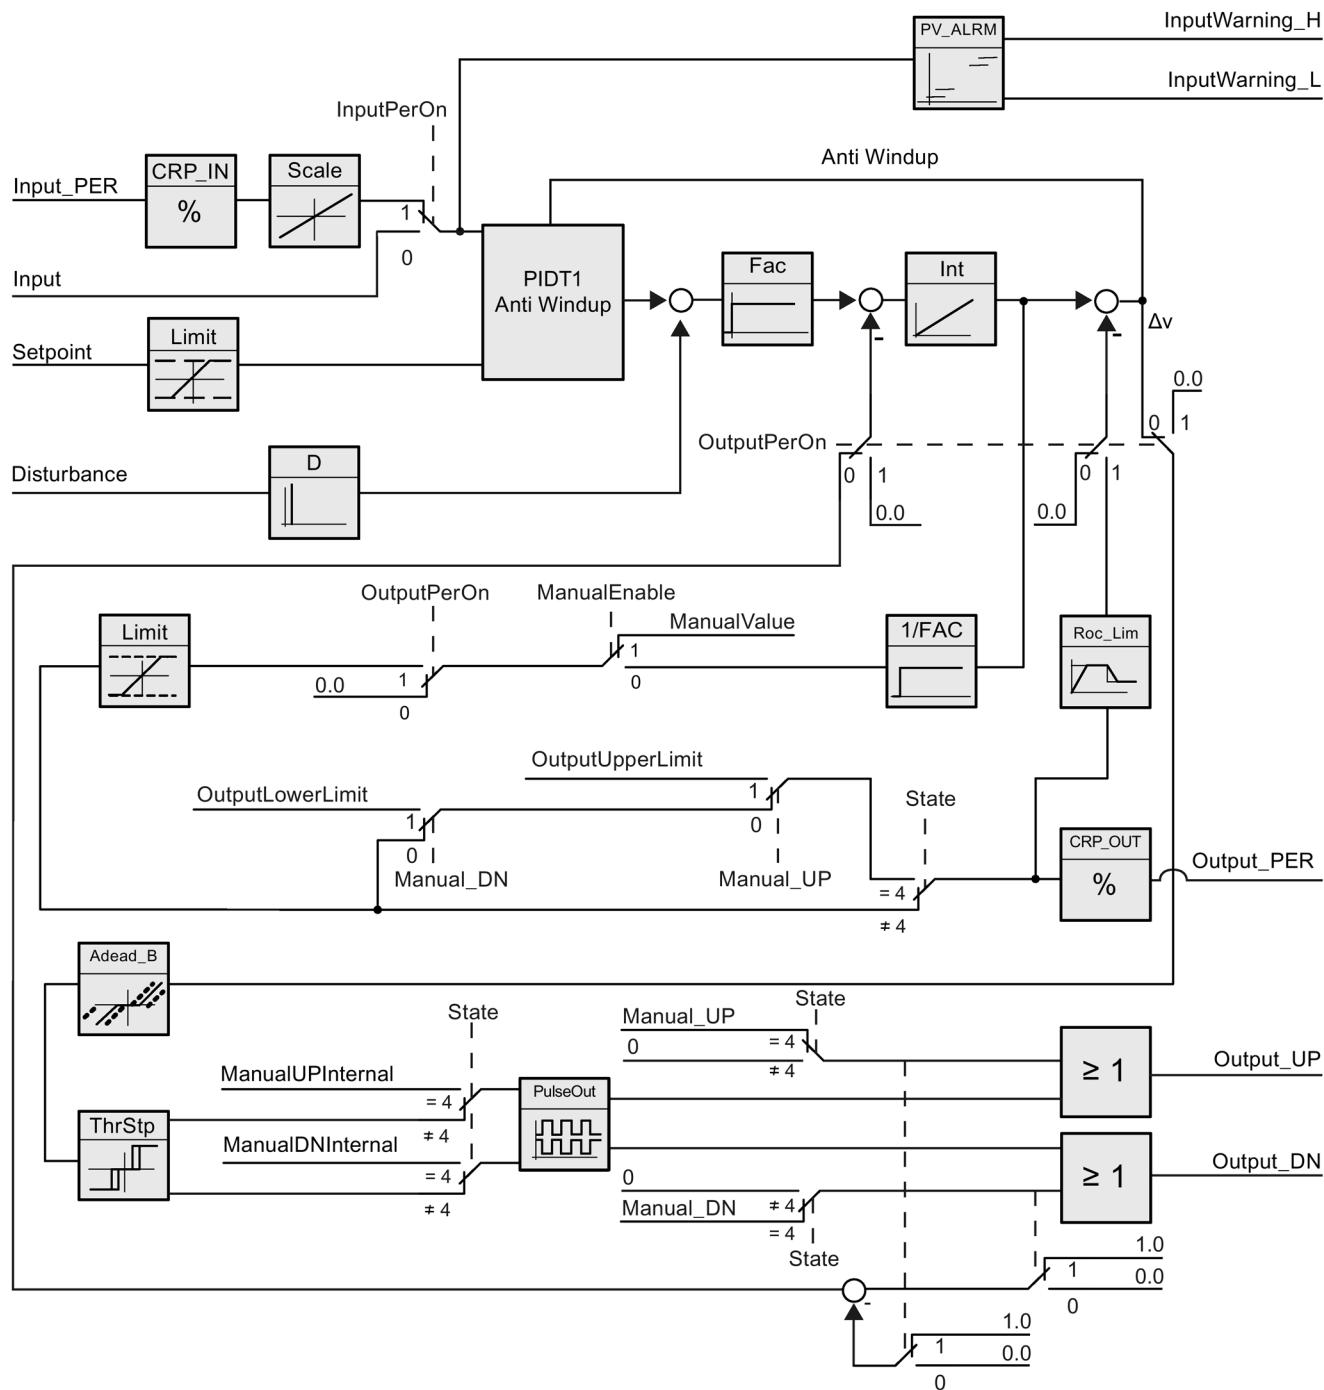 InputWarning_H
PV_ALRM
InputWarning_L
InputPerOn
Anti Windup
Input_PER
CRP_IN
%
Scale
1
0
Input
PIDT1
Anti Windup
Fac
Int
-
-
Δv
Setpoint
Limit
0.0
0
1
OutputPerOn
Disturbance
D
0
1
0.0
0
1
0.0
OutputPerOn
ManualEnable
ManualValue
Limit
1/FAC
Roc_Lim
1
0
0.0
1
0
OutputUpperLimit
OutputLowerLimit
1
0
State
1
0
Manual_DN
Manual_UP
= 4
≠ 4
CRP_OUT
%
Output_PER
Adead_B
State
State
Manual_UP
= 4
0
≠ 4
≥ 1
Output_UP
ManualUPInternal
= 4
≠ 4
PulseOut
ThrStp
ManualDNInternal
= 4
≠ 4
0
≠ 4
Manual_DN
= 4
State
≥ 1
Output_DN
1.0
1
0.0
0
-
1.0
1
0.0
0